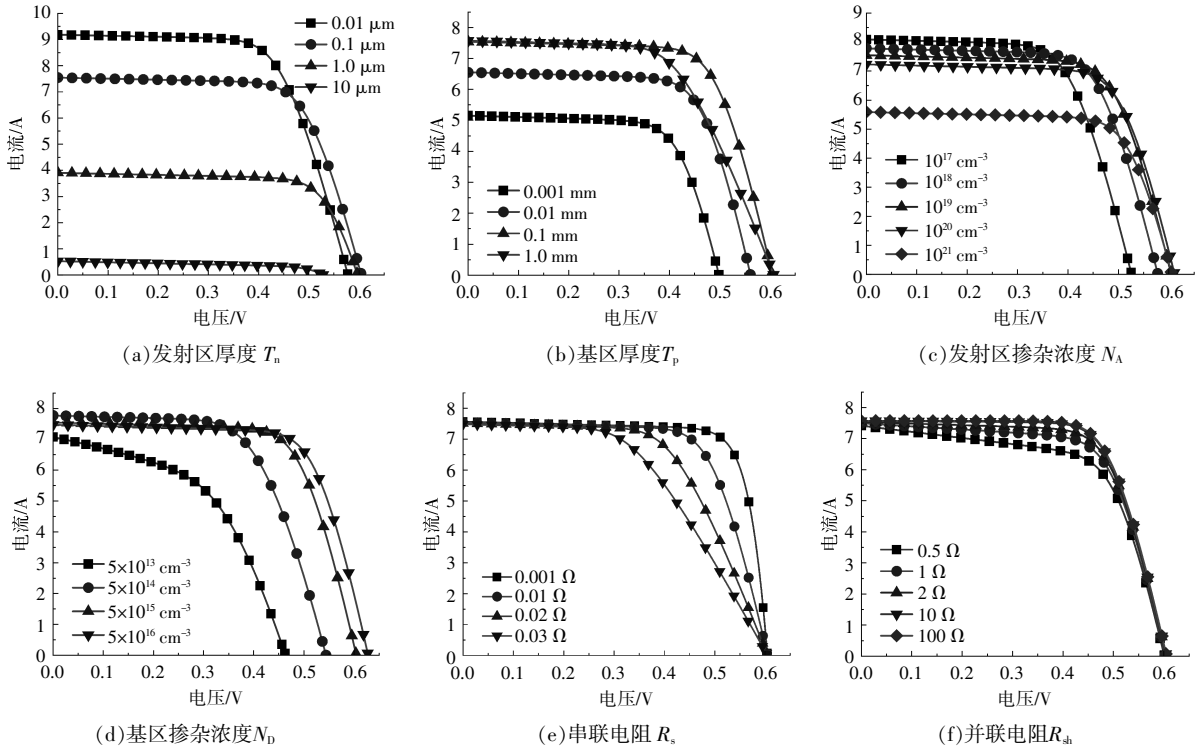 10
9
8
7
6
5
4
3
2
1
0
电流/A
0.01 μm
0.1 μm
1.0 μm
10 μm
0.0 0.1 0.2 0.3 0.4 0.5 0.6
电压/V
(a)发射区厚度 Tn
8
7
6
5
4
3
2
1
0
电流/A
0.001 mm
0.01 mm
0.1 mm
1.0 mm
0.0 0.1 0.2 0.3 0.4 0.5 0.6
电压/V
(b)基区厚度Tp
8
7
6
5
4
3
2
1
0
电流/A
10¹⁷ cm⁻³
10¹⁸ cm⁻³
10¹⁹ cm⁻³
10²⁰ cm⁻³
10²¹ cm⁻³
0.0 0.1 0.2 0.3 0.4 0.5 0.6
电压/V
(c)发射区掺杂浓度 NA
8
7
6
5
4
3
2
1
0
电流/A
5×10¹³ cm⁻³
5×10¹⁴ cm⁻³
5×10¹⁵ cm⁻³
5×10¹⁶ cm⁻³
0.0 0.1 0.2 0.3 0.4 0.5 0.6
电压/V
(d)基区掺杂浓度ND
8
7
6
5
4
3
2
1
0
电流/A
0.001 Ω
0.01 Ω
0.02 Ω
0.03 Ω
0.0 0.1 0.2 0.3 0.4 0.5 0.6
电压/V
(e)串联电阻 Rs
8
7
6
5
4
3
2
1
0
电流/A
0.5 Ω
1 Ω
2 Ω
10 Ω
100 Ω
0.0 0.1 0.2 0.3 0.4 0.5 0.6
电压/V
(f)并联电阻Rsh